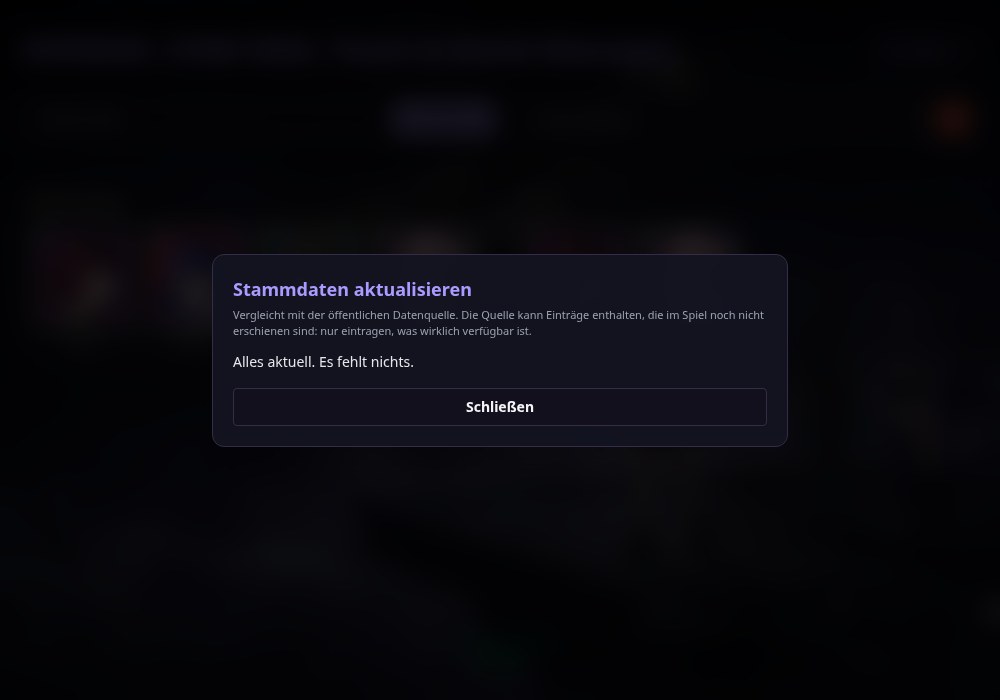 Stammdaten aktualisieren
Vergleicht mit der öffentlichen Datenquelle. Die Quelle kann Einträge enthalten, die im Spiel noch nicht
erschienen sind: nur eintragen, was wirklich verfügbar ist.
Alles aktuell. Es fehlt nichts.
Schließen